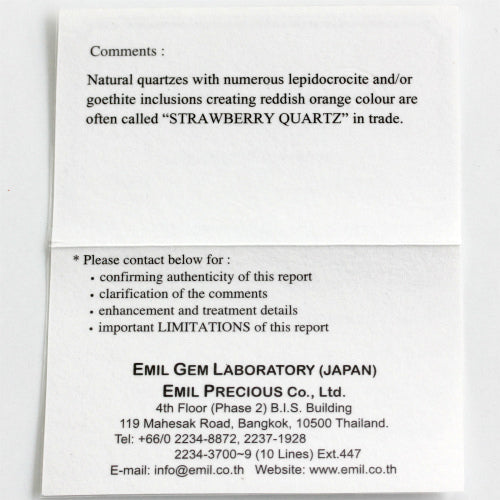 Comments :
Natural quartzes with numerous lepidocrocite and/or
goethite inclusions creating reddish orange colour are
often called “STRAWBERRY QUARTZ” in trade.
* Please contact below for :
• confirming authenticity of this report
• clarification of the comments
• enhancement and treatment details
• important LIMITATIONS of this report
EMIL GEM LABORATORY (JAPAN)
EMIL PRECIOUS Co., Ltd.
4th Floor (Phase 2) B.I.S. Building
119 Mahesak Road, Bangkok, 10500 Thailand.
Tel: +66/0 2234-8872, 2237-1928
2234-3700~9 (10 Lines) Ext.447
E-mail: info@emil.co.th Website: www.emil.co.th